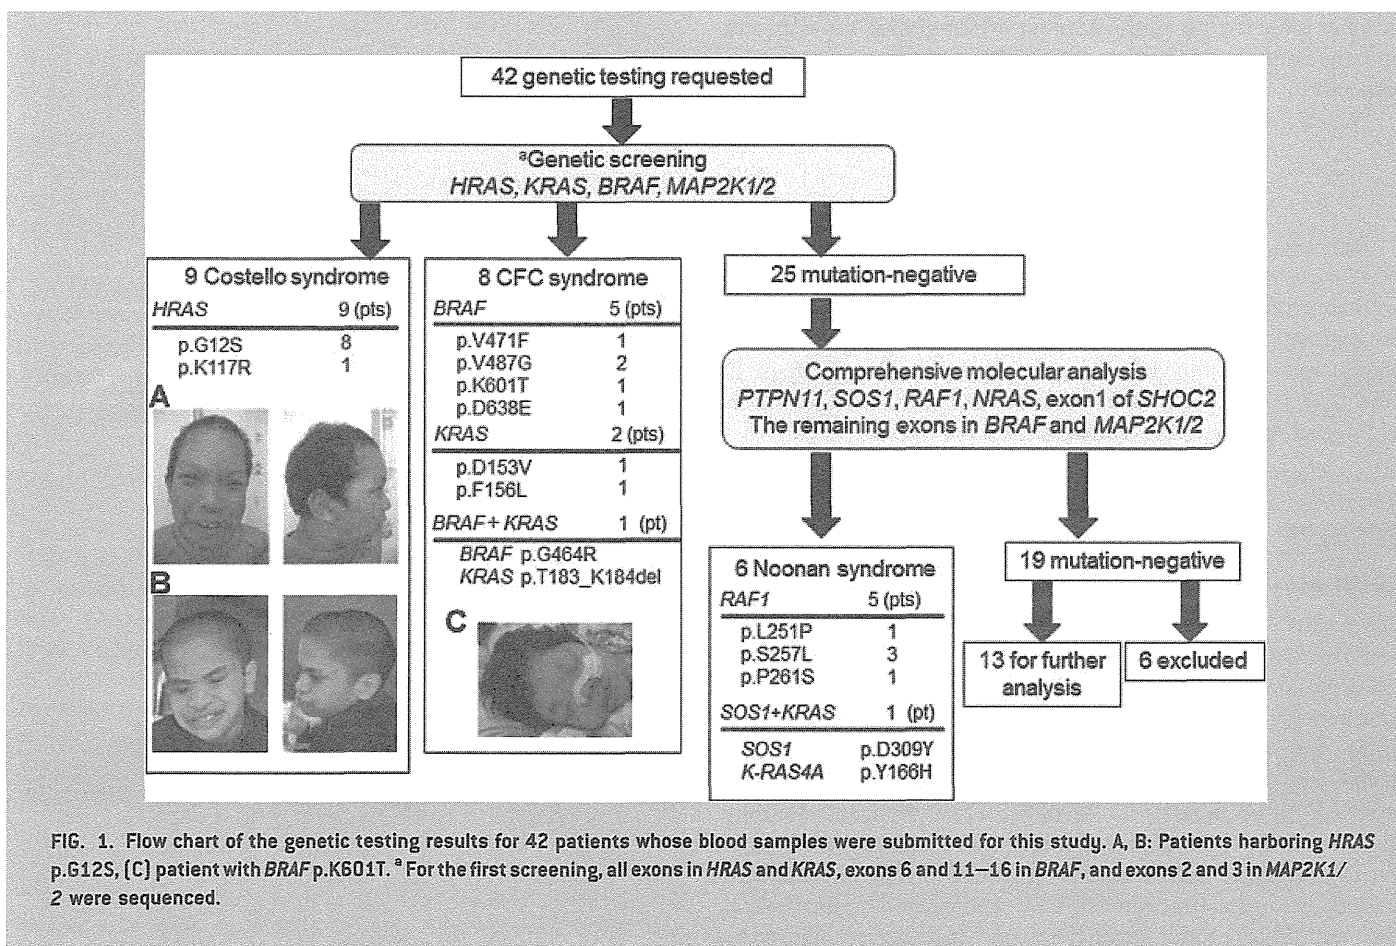 42 genetic testing requested
aGenetic screening
HRAS, KRAS, BRAF, MAP2K1/2
9 Costello syndrome
HRAS 9 (pts)
p.G12S 8
p.K117R 1
A
B
8 CFC syndrome
BRAF 5 (pts)
p.V471F 1
p.V487G 2
p.K601T 1
p.D638E 1
KRAS 2 (pts)
p.D153V 1
p.F156L 1
BRAF+ KRAS 1 (pt)
BRAF p.G464R
KRAS p.T183_K184del
C
25 mutation-negative
Comprehensive molecular analysis
PTPN11, SOS1, RAF1, NRAS, exon1 of SHOC2
The remaining exons in BRAF and MAP2K1/2
6 Noonan syndrome
RAF1 5 (pts)
p.L251P 1
p.S257L 3
p.P261S 1
SOS1+KRAS 1 (pt)
SOS1 p.D309Y
K-RAS4A p.Y166H
19 mutation-negative
13 for further
analysis
6 excluded
FIG. 1. Flow chart of the genetic testing results for 42 patients whose blood samples were submitted for this study. A, B: Patients harboring HRAS
p.G12S, (C) patient with BRAF p.K601T. a For the first screening, all exons in HRAS and KRAS, exons 6 and 11–16 in BRAF, and exons 2 and 3 in MAP2K1/
2 were sequenced.